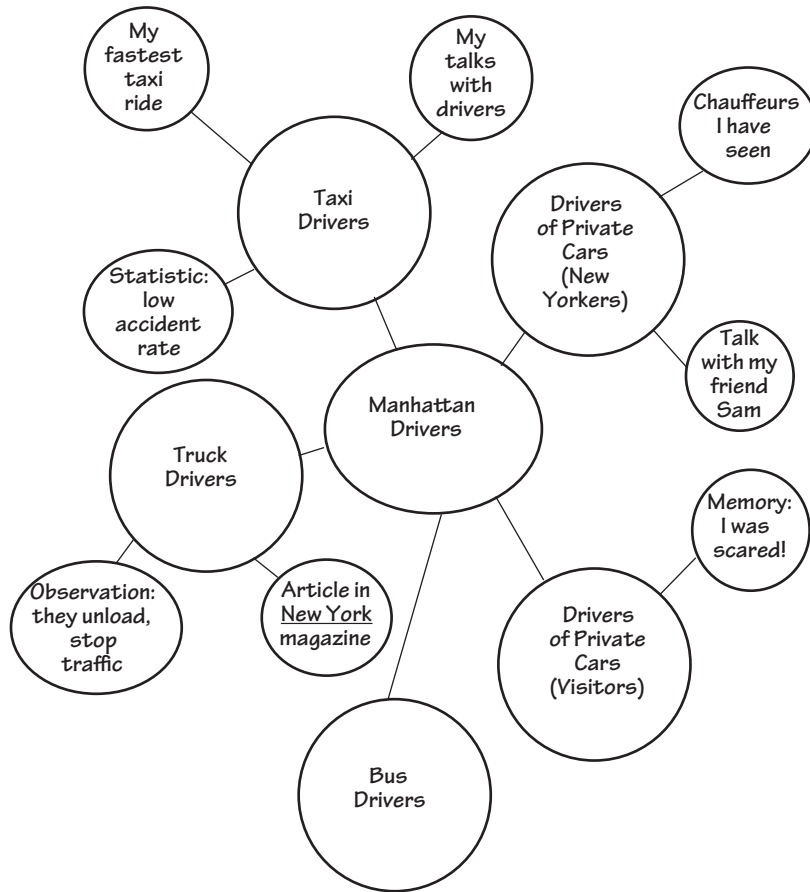 My
fastest
taxi
ride
My
talks
with
drivers
Chauffeurs
I have
seen
Taxi
Drivers
Drivers
of Private
Cars
(New
Yorkers)
Statistic:
low
accident
rate
Talk
with my
friend
Sam
Manhattan
Drivers
Truck
Drivers
Memory:
I was
scared!
Observation:
they unload,
stop
traffic
Article in
New York
magazine
Drivers
of Private
Cars
(Visitors)
Bus
Drivers